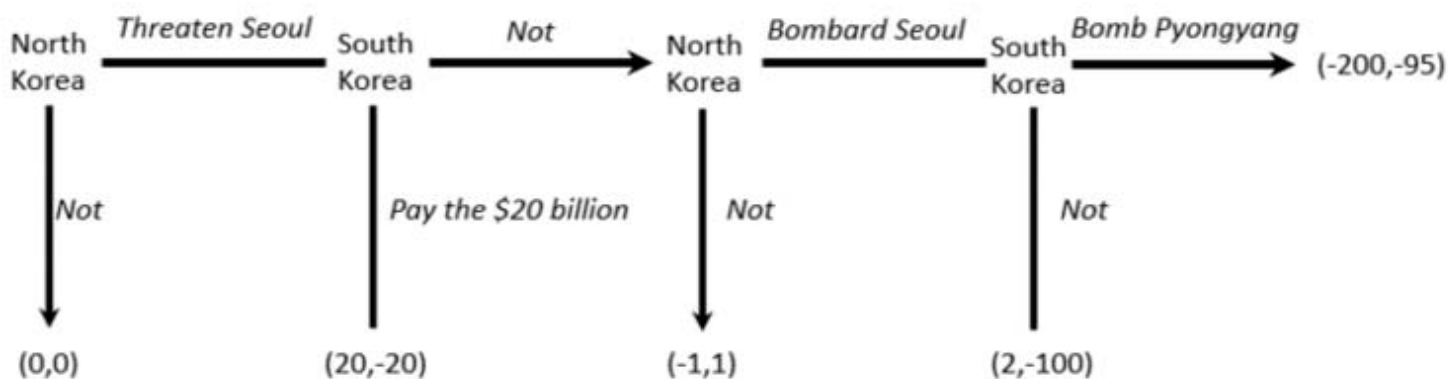 North Korea
Threaten Seoul
South Korea
Not
North Korea
Bombard Seoul
South Korea
Bomb Pyongyang
(-200,-95)
Not
Pay the $20 billion
Not
Not
(0,0)
(20,-20)
(-1,1)
(2,-100)